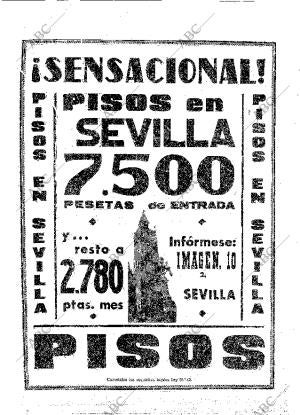 ¡SENSACIONAL!
PISOS EN SEVILLA
PISOS en
SEVILLA
7.500
PESETAS de ENTRADA
y...
resto a
2.780
ptas. mes
Infórmese:
IMAGEN, 10
SEVILLA
PISOS EN SEVILLA
PISOS